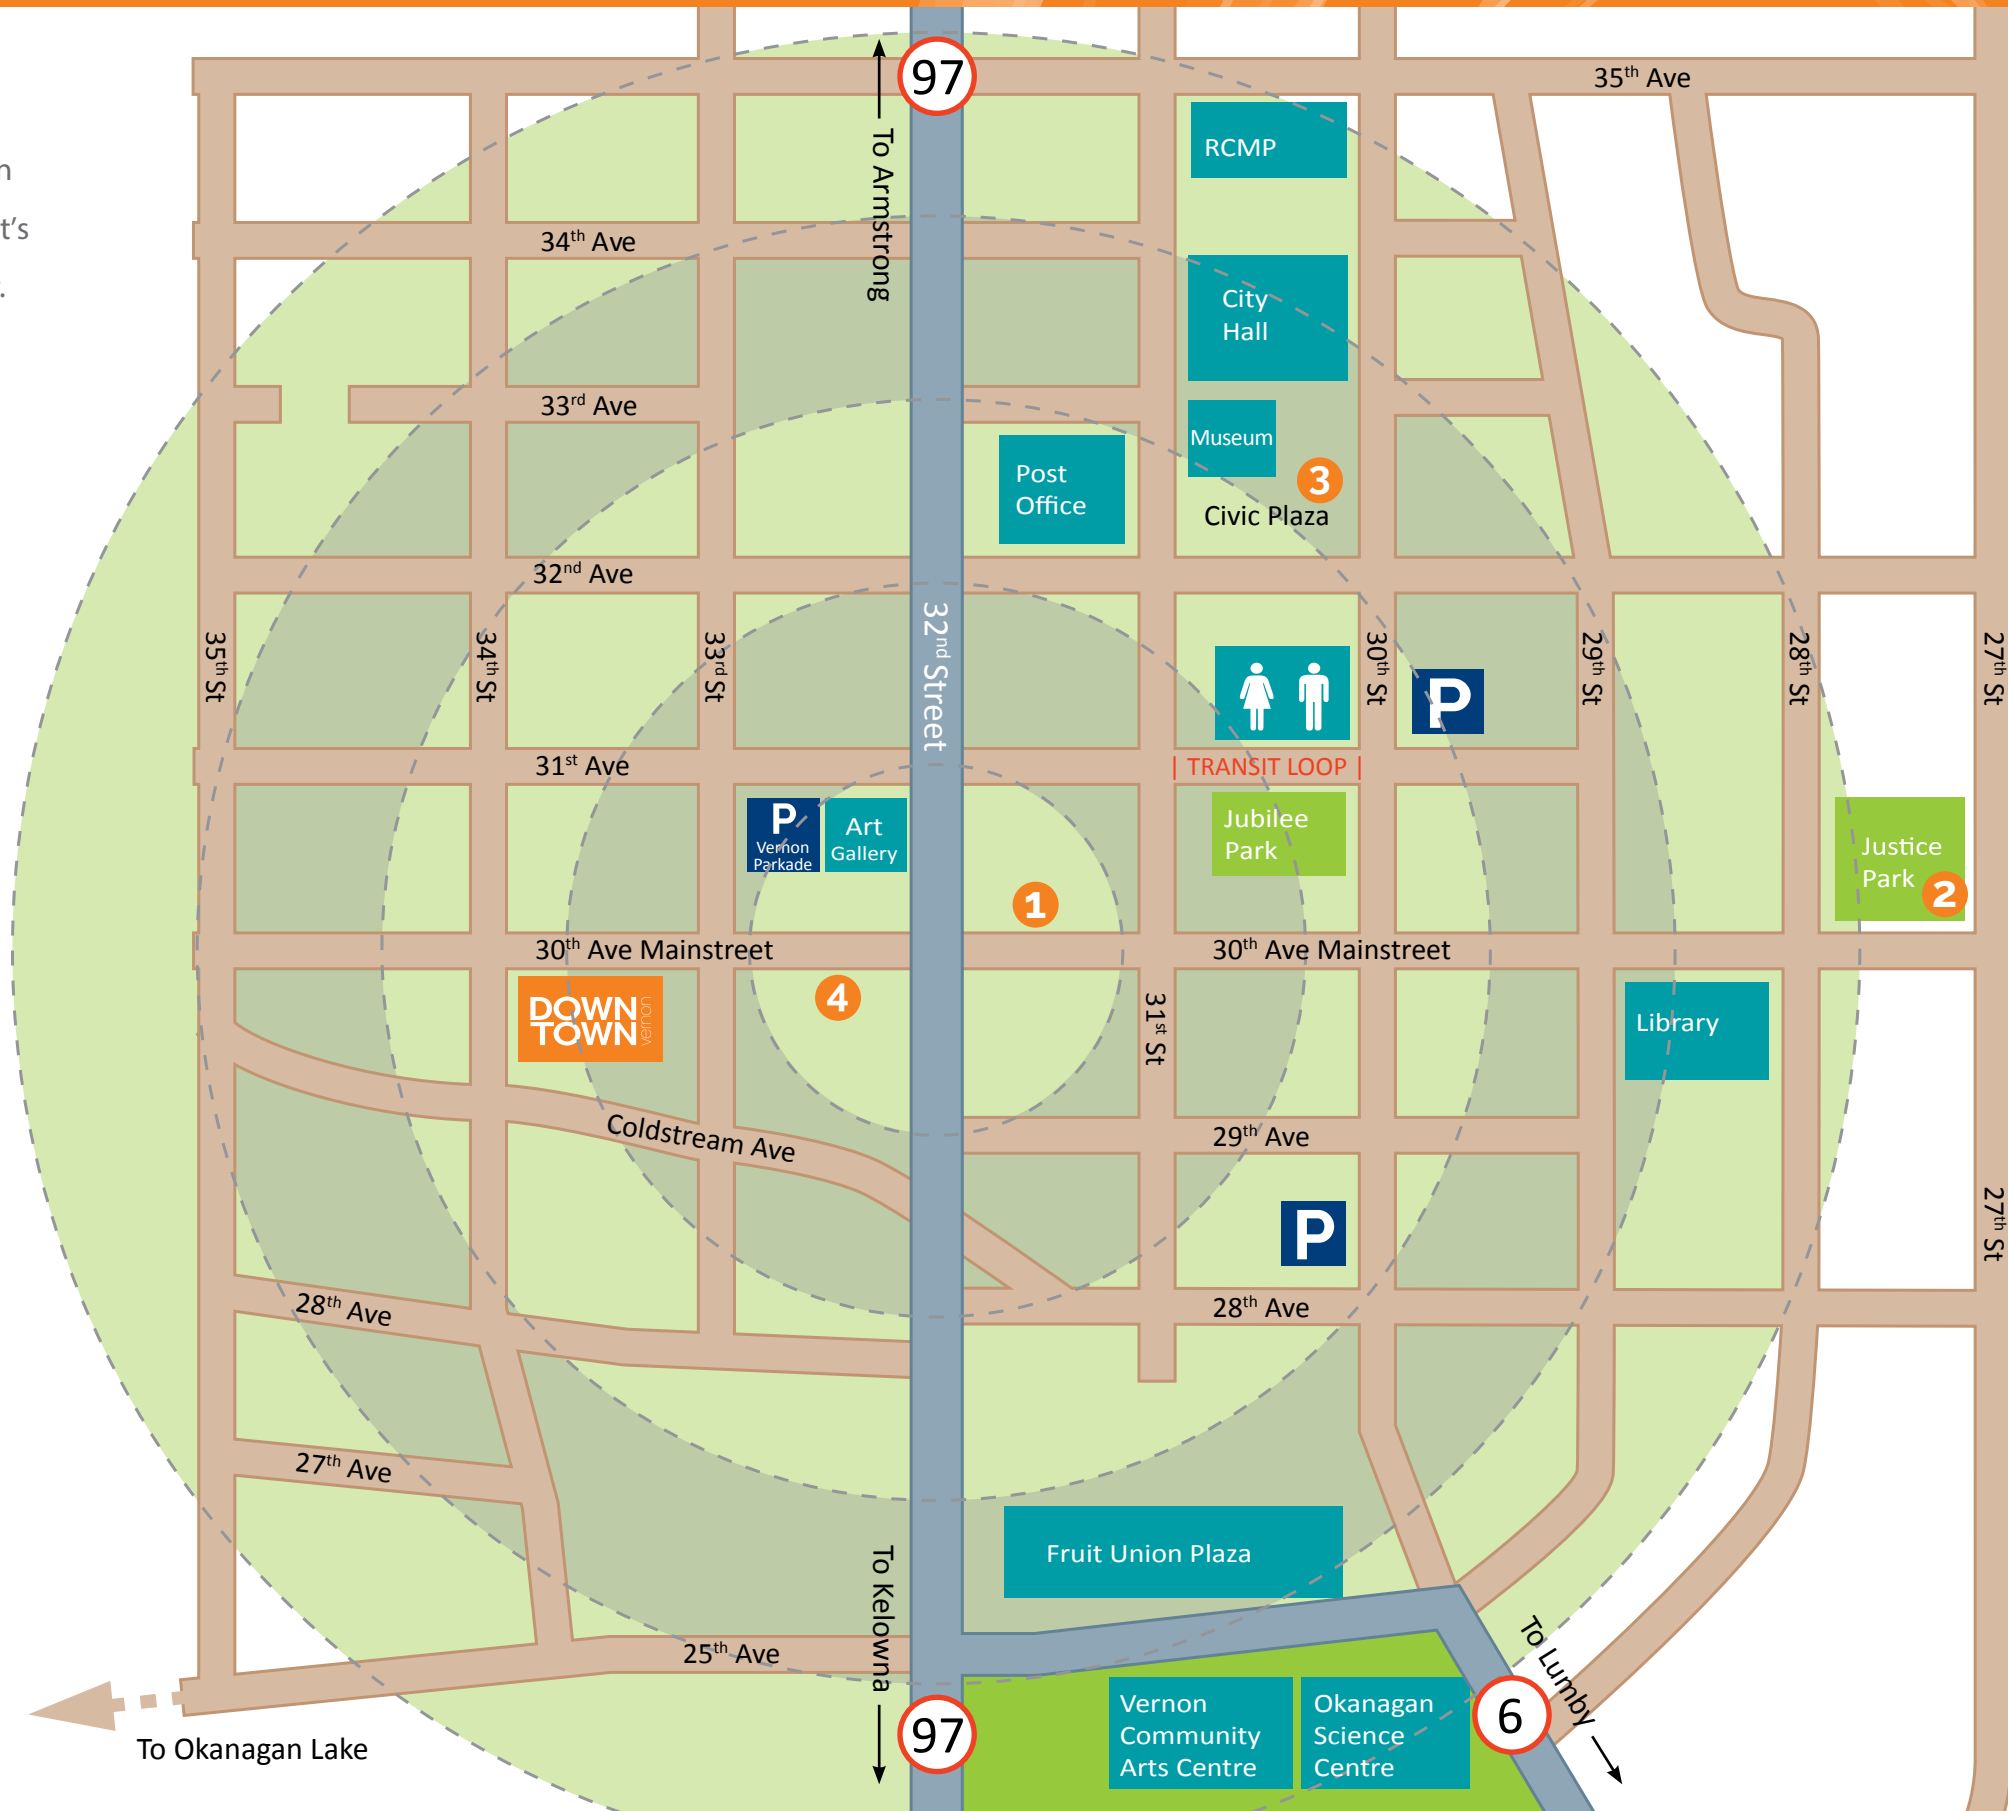 n
t's
.
97
35th Ave
To Armstrong
RCMP
34th Ave
City
Hall
33rd Ave
Museum
Post
Office
3
Civic Plaza
32nd Ave
35th St
34th St
33rd St
32nd Street
30th St
29th St
28th St
27th St
P
31st Ave
TRANSIT LOOP
P
Vernon
Parkade
Art
Gallery
Jubilee
Park
Justice
Park
2
1
30th Ave Mainstreet
30th Ave Mainstreet
4
DOWN
TOWN
vernon
31st St
Library
Coldstream Ave
29th Ave
P
27th St
28th Ave
28th Ave
27th Ave
To Kelowna
Fruit Union Plaza
25th Ave
To Lumby
To Okanagan Lake
97
Vernon
Community
Arts Centre
Okanagan
Science
Centre
6